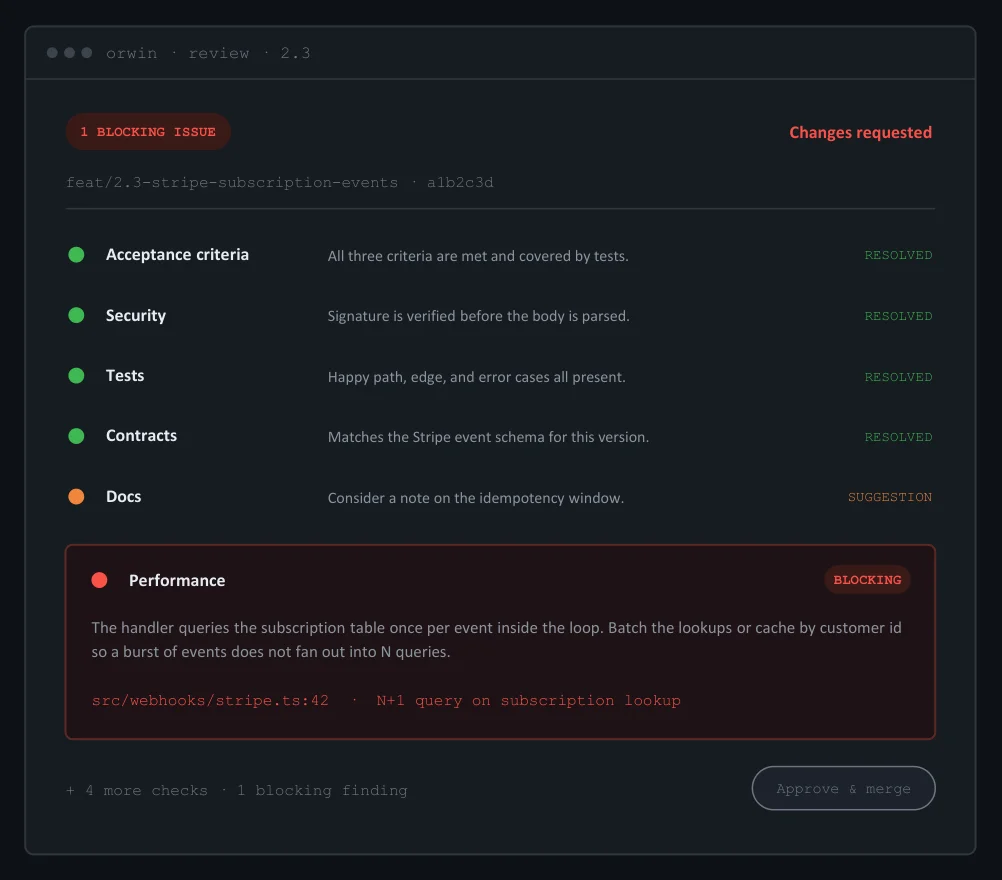 orwin · review · 2.3
1 BLOCKING ISSUE
Changes requested
feat/2.3-stripe-subscription-events · a1b2c3d
Acceptance criteria All three criteria are met and covered by tests. RESOLVED
Security Signature is verified before the body is parsed. RESOLVED
Tests Happy path, edge, and error cases all present. RESOLVED
Contracts Matches the Stripe event schema for this version. RESOLVED
Docs Consider a note on the idempotency window. SUGGESTION
Performance BLOCKING
The handler queries the subscription table once per event inside the loop. Batch the lookups or cache by customer id
so a burst of events does not fan out into N queries.
src/webhooks/stripe.ts:42 · N+1 query on subscription lookup
+ 4 more checks · 1 blocking finding
Approve & merge